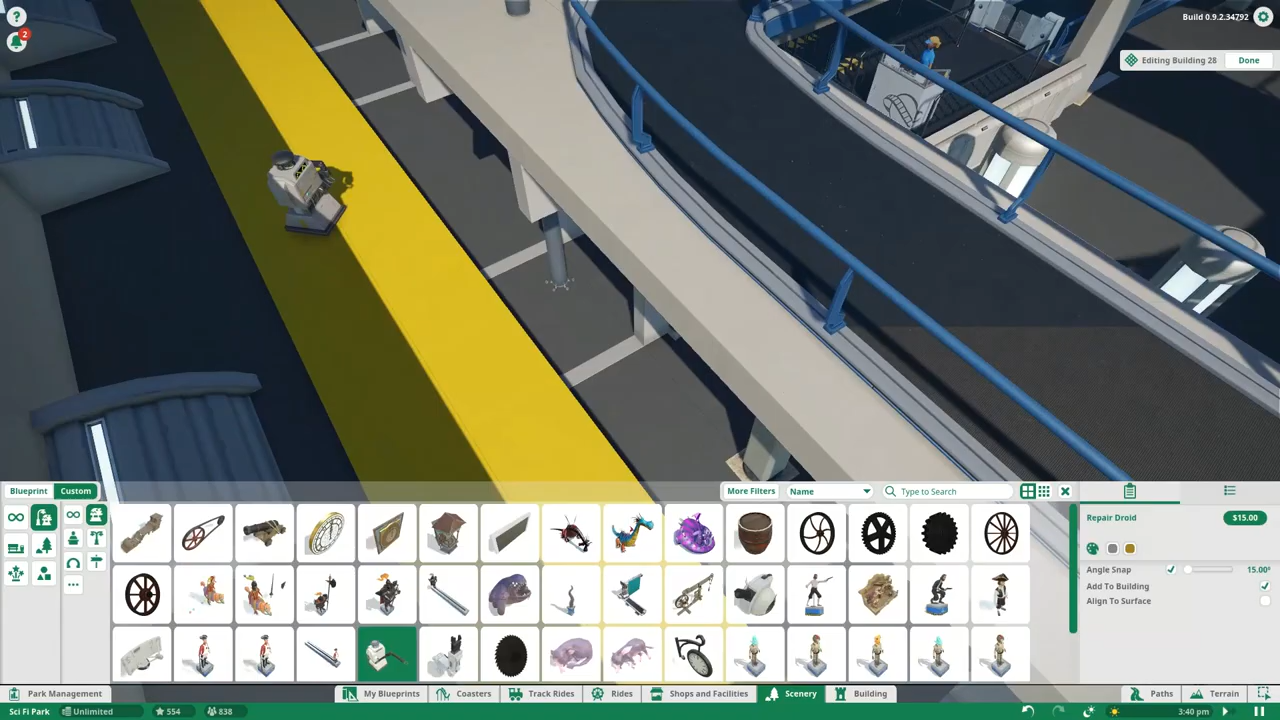 ?
Build 0.9.2.34792
2
Editing Building 28
Done
Blueprint
Custom
More Filters
Name
Type to Search
Repair Droid
$15.00
Angle Snap
15.00°
Add To Building
Align To Surface
Park Management
My Blueprints
Coasters
Track Rides
Rides
Shops and Facilities
Scenery
Building
Paths
Terrain
Sci Fi Park
Unlimited
554
838
3:40 pm